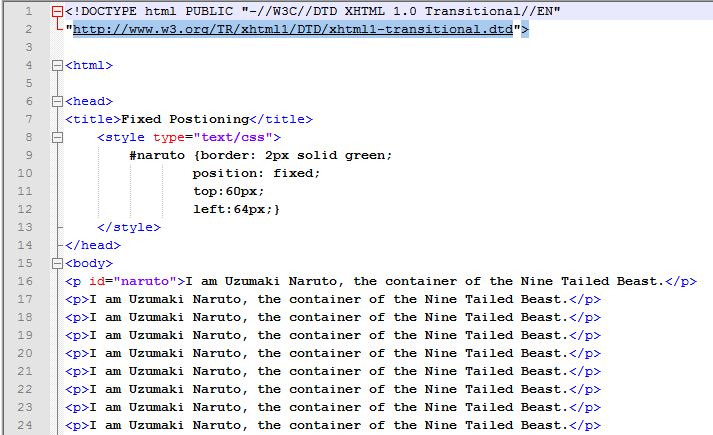 1 <!DOCTYPE html PUBLIC "-//W3C//DTD XHTML 1.0 Transitional//EN"
2 "http://www.w3.org/TR/xhtml1/DTD/xhtml1-transitional.dtd">
3
4 <html>
5
6 <head>
7 <title>Fixed Postioning</title>
8 <style type="text/css">
9 #naruto {border: 2px solid green;
10 position: fixed;
11 top:60px;
12 left:64px;}
13 </style>
14 </head>
15 <body>
16 <p id="naruto">I am Uzumaki Naruto, the container of the Nine Tailed Beast.</p>
17 <p>I am Uzumaki Naruto, the container of the Nine Tailed Beast.</p>
18 <p>I am Uzumaki Naruto, the container of the Nine Tailed Beast.</p>
19 <p>I am Uzumaki Naruto, the container of the Nine Tailed Beast.</p>
20 <p>I am Uzumaki Naruto, the container of the Nine Tailed Beast.</p>
21 <p>I am Uzumaki Naruto, the container of the Nine Tailed Beast.</p>
22 <p>I am Uzumaki Naruto, the container of the Nine Tailed Beast.</p>
23 <p>I am Uzumaki Naruto, the container of the Nine Tailed Beast.</p>
24 <p>I am Uzumaki Naruto, the container of the Nine Tailed Beast.</p>